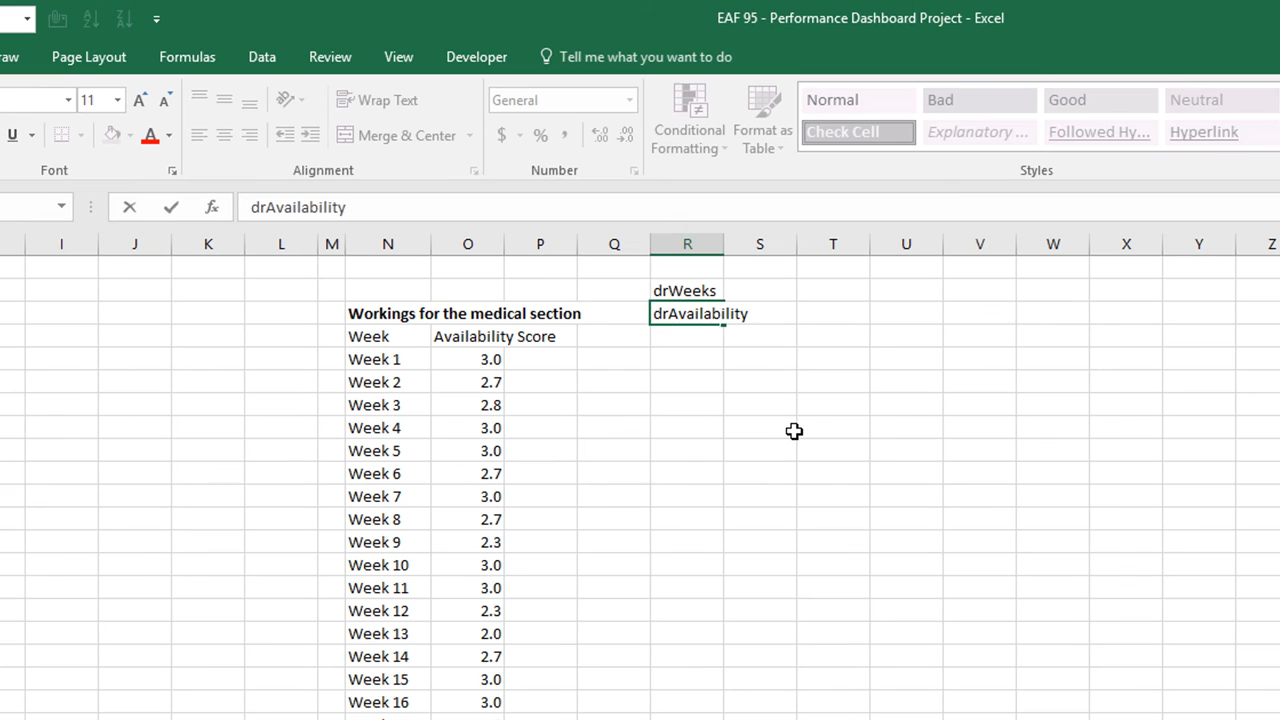 EAF 95 - Performance Dashboard Project - Excel
Page Layout Formulas Data Review View Developer Tell me what you want to do
11 A A Wrap Text General Normal Bad Good Neutral
U A Merge & Center $ % , Conditional Formatting Format as Table Check Cell Explanatory ... Followed Hy... Hyperlink
Font Alignment Number Styles
fx drAvailability
I J K L M N O P Q R S T U V W X Y Z
drWeeks
Workings for the medical section drAvailability
Week Availability Score
Week 1 3.0
Week 2 2.7
Week 3 2.8
Week 4 3.0
Week 5 3.0
Week 6 2.7
Week 7 3.0
Week 8 2.7
Week 9 2.3
Week 10 3.0
Week 11 3.0
Week 12 2.3
Week 13 2.0
Week 14 2.7
Week 15 3.0
Week 16 3.0